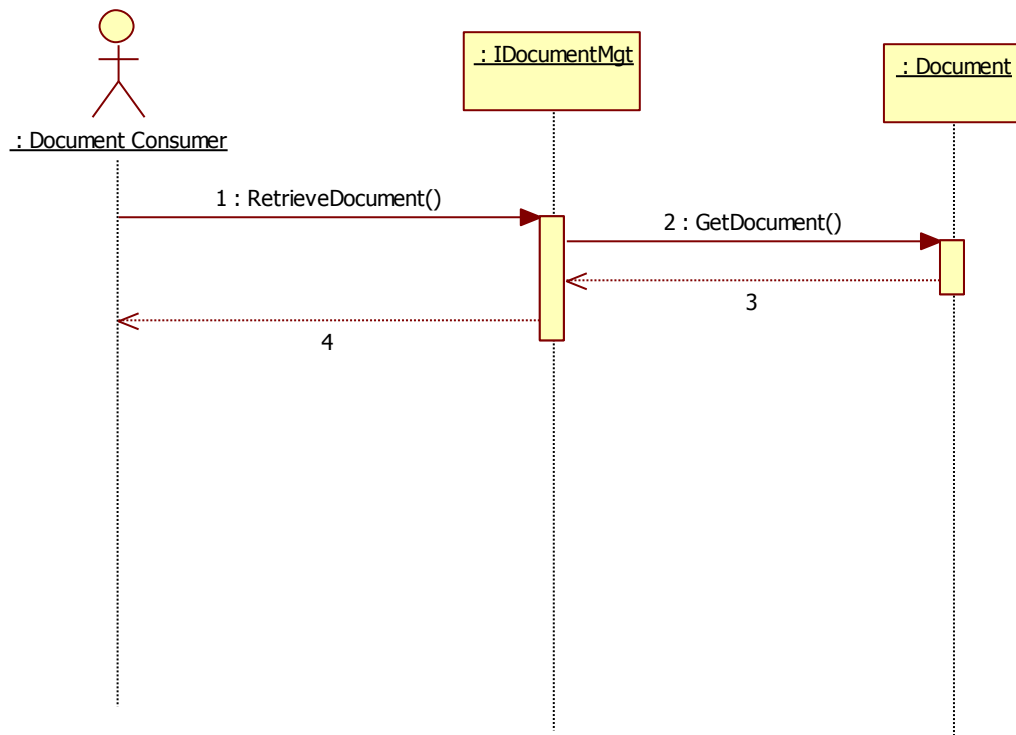 : IDocumentMgt
: Document
: Document Consumer
1 : RetrieveDocument()
2 : GetDocument()
3
4